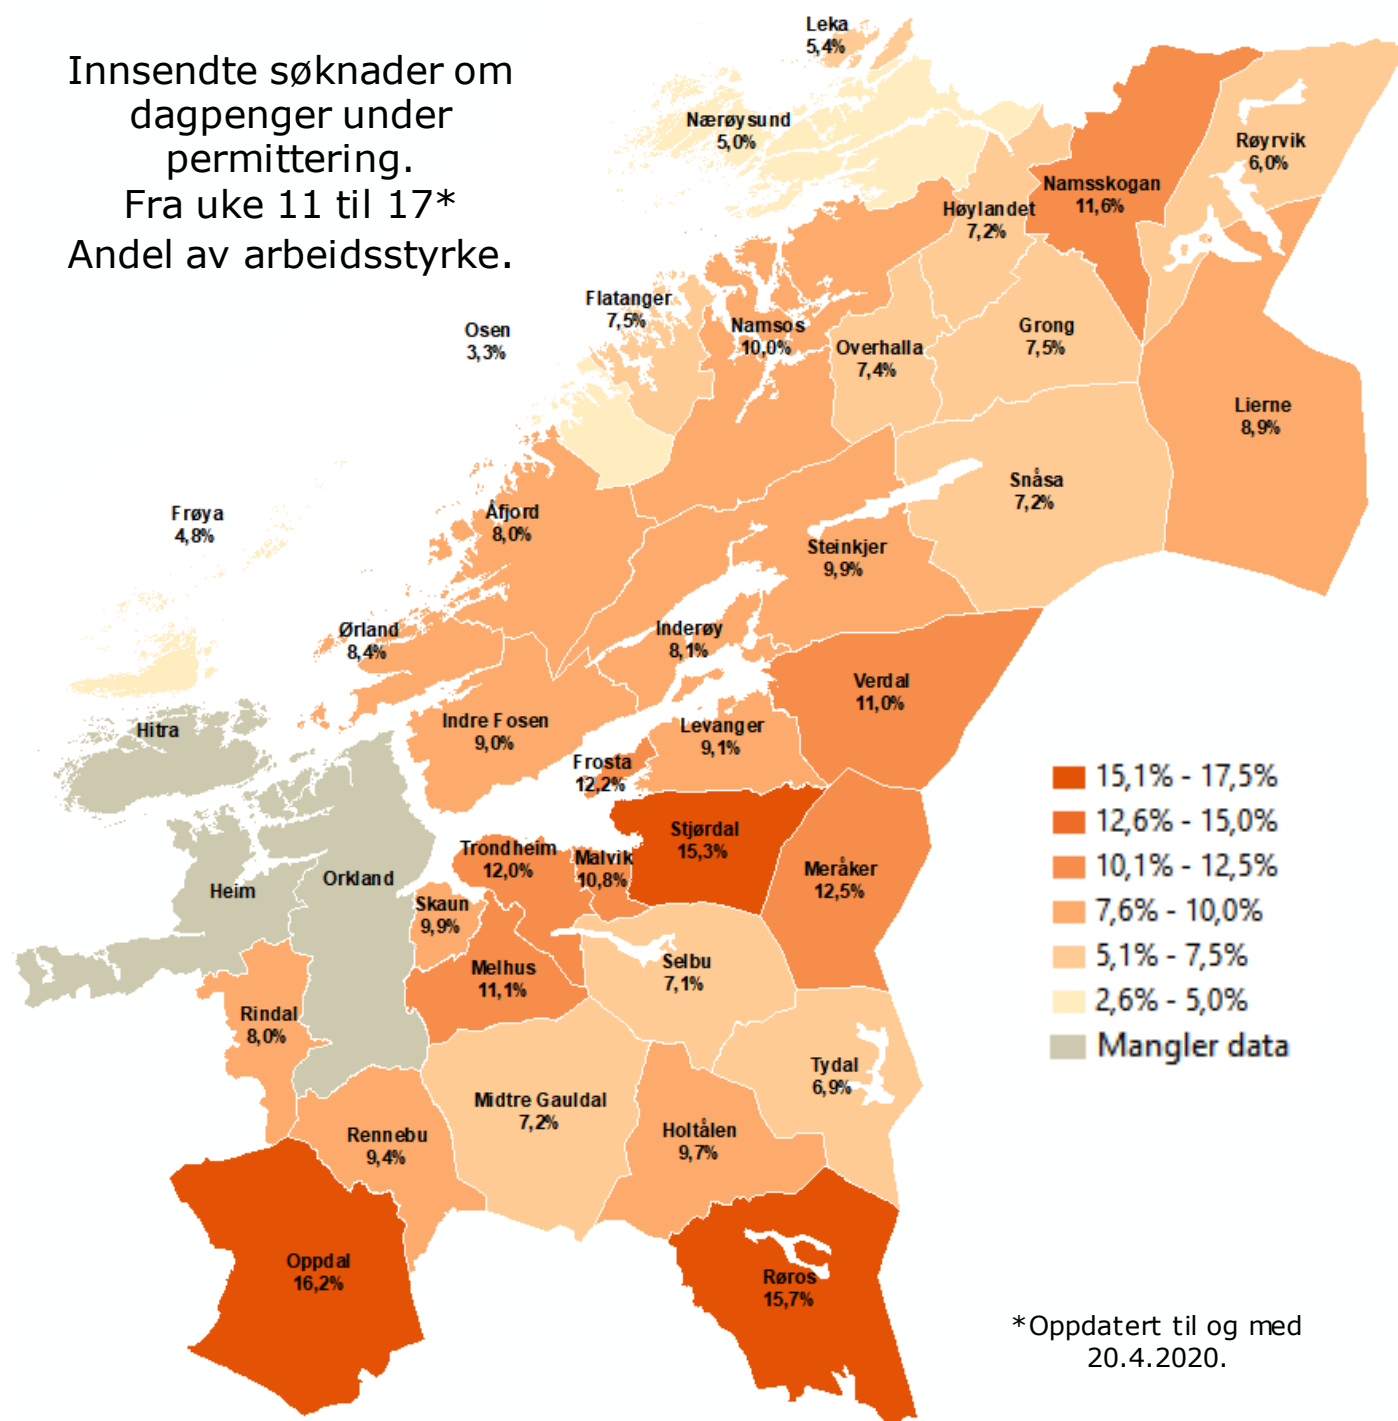 Innsendte søknader om
dagpenger under
permittering.
Fra uke 11 til 17*
Andel av arbeidsstyrke.
Leka
5,4%
Nærøysund
5,0%
Røyrvik
6,0%
Namsskogan
11,6%
Høylandet
7,2%
Flatanger
7,5%
Osen
3,3%
Namsos
10,0%
Overhalla
7,4%
Grong
7,5%
Lierne
8,9%
Snåsa
7,2%
Frøya
4,8%
Åfjord
8,0%
Steinkjer
9,9%
Ørland
8,4%
Inderøy
8,1%
Verdal
11,0%
Hitra
Indre Fosen
9,0%
Levanger
9,1%
Frosta
12,2%
Stjørdal
15,3%
Trondheim
12,0%
Malvik
10,8%
Meråker
12,5%
Heim
Orkland
Skaun
9,9%
Melhus
11,1%
Selbu
7,1%
Rindal
8,0%
Tydal
6,9%
Midtre Gauldal
7,2%
Rennebu
9,4%
Holtålen
9,7%
Oppdal
16,2%
Røros
15,7%
15,1% - 17,5%
12,6% - 15,0%
10,1% - 12,5%
7,6% - 10,0%
5,1% - 7,5%
2,6% - 5,0%
Mangler data
*Oppdatert til og med
20.4.2020.